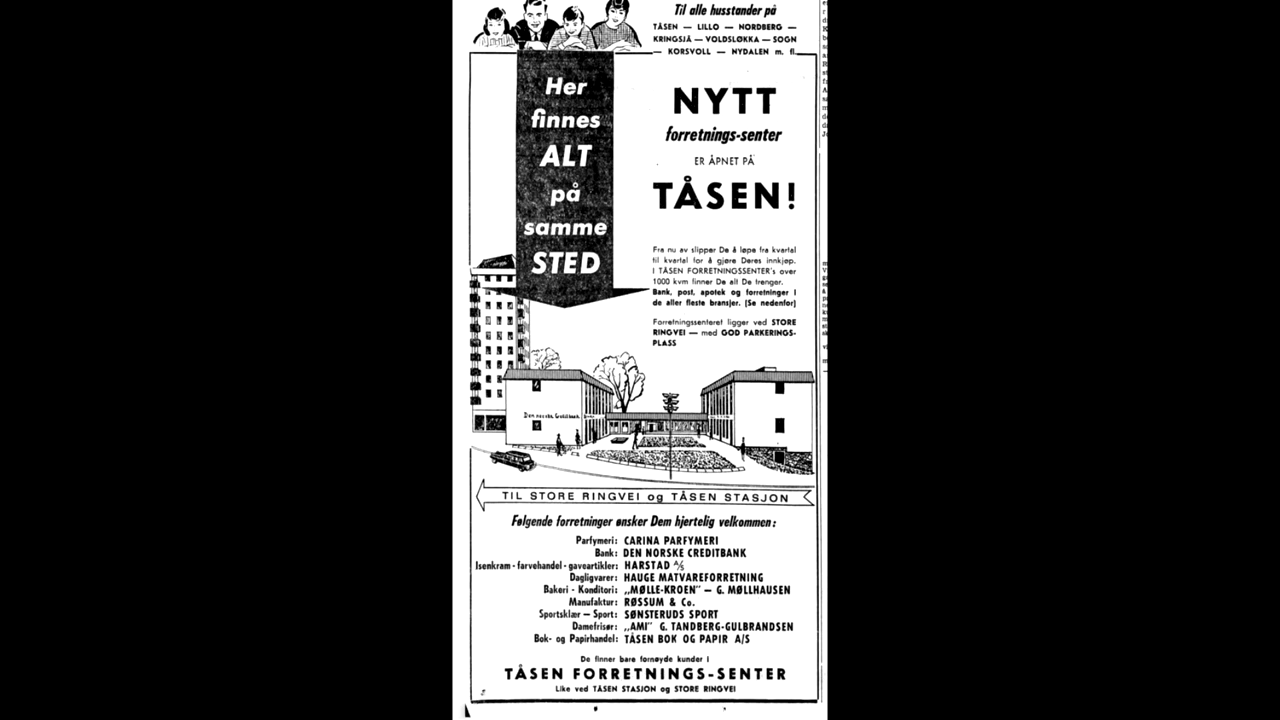 Til alle husstander på
TÅSEN — LILLO — NORDBERG —
KRINGSJÅ — VOLDSLØKKA — SOGN
— KORSVOLL — NYDALEN m. fl.
Her
finnes
ALT
på
samme
STED
NYTT
forretnings-senter
ER ÅPNET PÅ
TÅSEN!
Fra nu av slipper De å løpe fra kvartal
til kvartal for å gjøre Deres innkjøp.
I TÅSEN FORRETNINGSSENTER's over
1000 kvm finner De alt De trenger.
Bank, post, apotek og forretninger i
de aller fleste bransjer. (Se nedenfor)
Forretningssenteret ligger ved STORE
RINGVEI — med GOD PARKERINGS-
PLASS
Den norske Creditbank
TIL STORE RINGVEI og TÅSEN STASJON
Følgende forretninger ønsker Dem hjertelig velkommen:
Parfymeri: CARINA PARFYMERI
Bank: DEN NORSKE CREDITBANK
Isenkram - farvehandel - gaveartikler: HARSTAD A/S
Dagligvarer: HAUGE MATVAREFORRETNING
Bakeri - Konditori: „MØLLE-KROEN" — G. MØLLHAUSEN
Manufaktur: RØSSUM & Co.
Sportsklær — Sport: SØNSTERUDS SPORT
Damefrisør: „AMI" G. TANDBERG-GULBRANDSEN
Bok- og Papirhandel: TÅSEN BOK OG PAPIR A/S
De finner bare fornøyde kunder i
TÅSEN FORRETNINGS-SENTER
Like ved TÅSEN STASJON og STORE RINGVEI